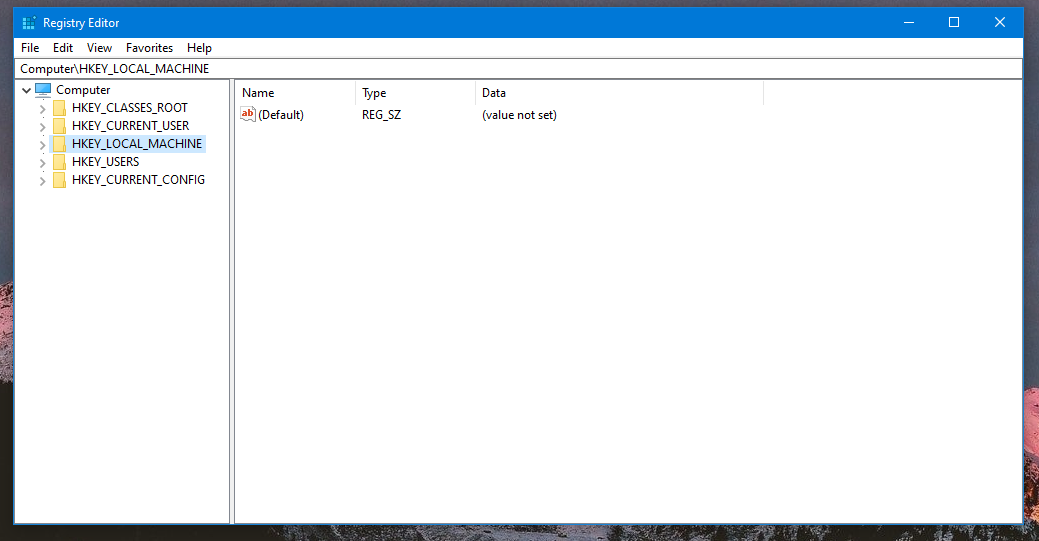 Registry Editor
File Edit View Favorites Help
Computer\HKEY_LOCAL_MACHINE
Computer
HKEY_CLASSES_ROOT
HKEY_CURRENT_USER
HKEY_LOCAL_MACHINE
HKEY_USERS
HKEY_CURRENT_CONFIG
Name Type Data
ab (Default) REG_SZ (value not set)